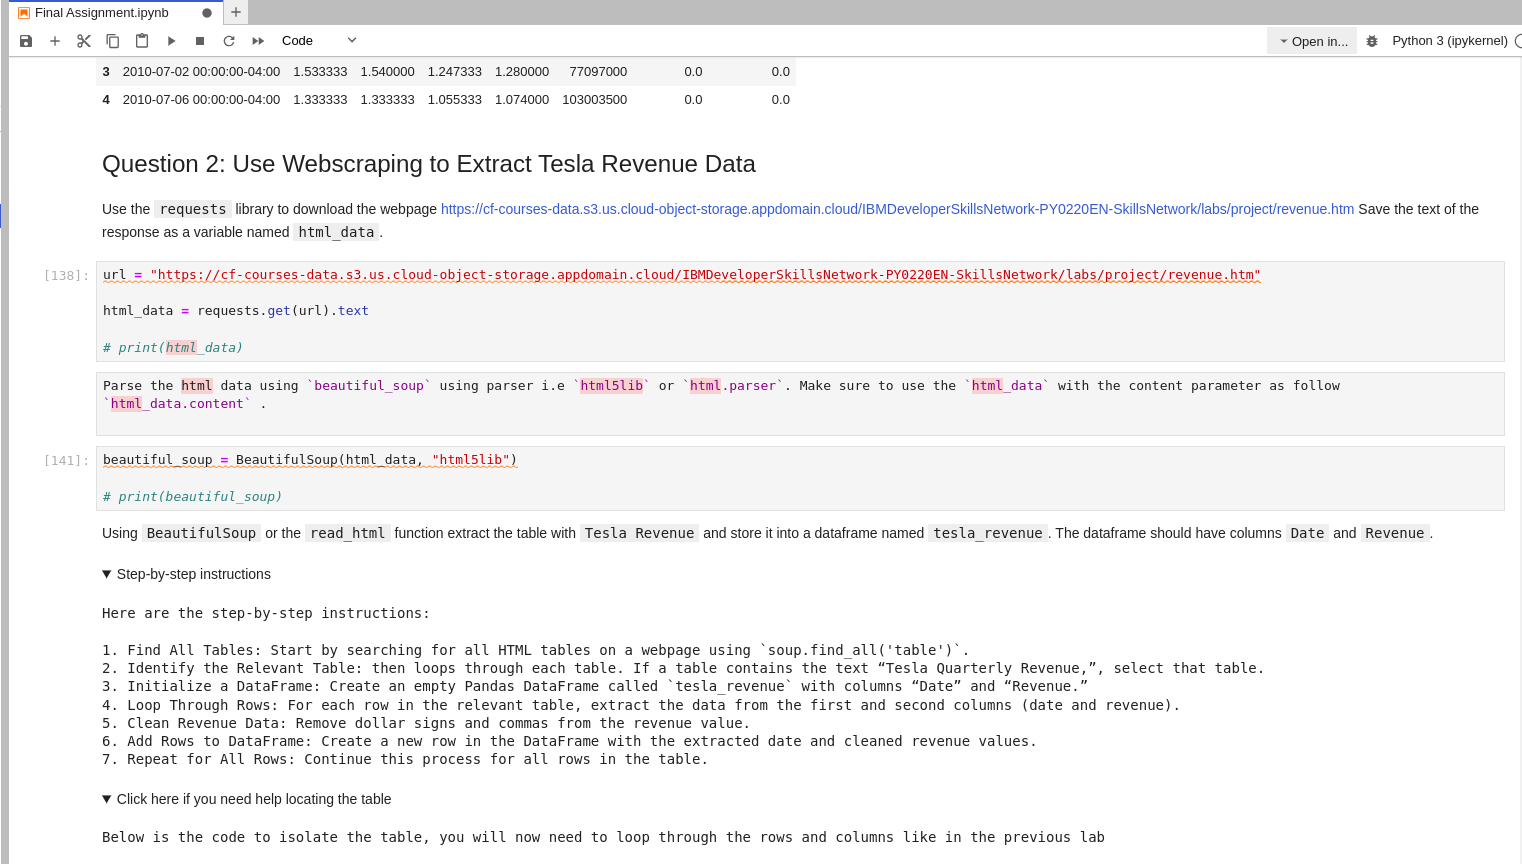 Final Assignment.ipynb
Code
Open in...
Python 3 (ipykernel)
3 2010-07-02 00:00:00-04:00 1.533333 1.540000 1.247333 1.280000 77097000 0.0 0.0
4 2010-07-06 00:00:00-04:00 1.333333 1.333333 1.055333 1.074000 103003500 0.0 0.0
Question 2: Use Webscraping to Extract Tesla Revenue Data
Use the requests library to download the webpage https://cf-courses-data.s3.us.cloud-object-storage.appdomain.cloud/IBMDeveloperSkillsNetwork-PY0220EN-SkillsNetwork/labs/project/revenue.htm Save the text of the
response as a variable named html_data.
[138]: url = "https://cf-courses-data.s3.us.cloud-object-storage.appdomain.cloud/IBMDeveloperSkillsNetwork-PY0220EN-SkillsNetwork/labs/project/revenue.htm"
html_data = requests.get(url).text
# print(html_data)
Parse the html data using `beautiful_soup` using parser i.e `html5lib` or `html.parser`. Make sure to use the `html_data` with the content parameter as follow
`html_data.content` .
[141]: beautiful_soup = BeautifulSoup(html_data, "html5lib")
# print(beautiful_soup)
Using BeautifulSoup or the read_html function extract the table with Tesla Revenue and store it into a dataframe named tesla_revenue. The dataframe should have columns Date and Revenue.
▼ Step-by-step instructions
Here are the step-by-step instructions:
1. Find All Tables: Start by searching for all HTML tables on a webpage using `soup.find_all('table')`.
2. Identify the Relevant Table: then loops through each table. If a table contains the text “Tesla Quarterly Revenue,”, select that table.
3. Initialize a DataFrame: Create an empty Pandas DataFrame called `tesla_revenue` with columns “Date” and “Revenue.”
4. Loop Through Rows: For each row in the relevant table, extract the data from the first and second columns (date and revenue).
5. Clean Revenue Data: Remove dollar signs and commas from the revenue value.
6. Add Rows to DataFrame: Create a new row in the DataFrame with the extracted date and cleaned revenue values.
7. Repeat for All Rows: Continue this process for all rows in the table.
▼ Click here if you need help locating the table
Below is the code to isolate the table, you will now need to loop through the rows and columns like in the previous lab